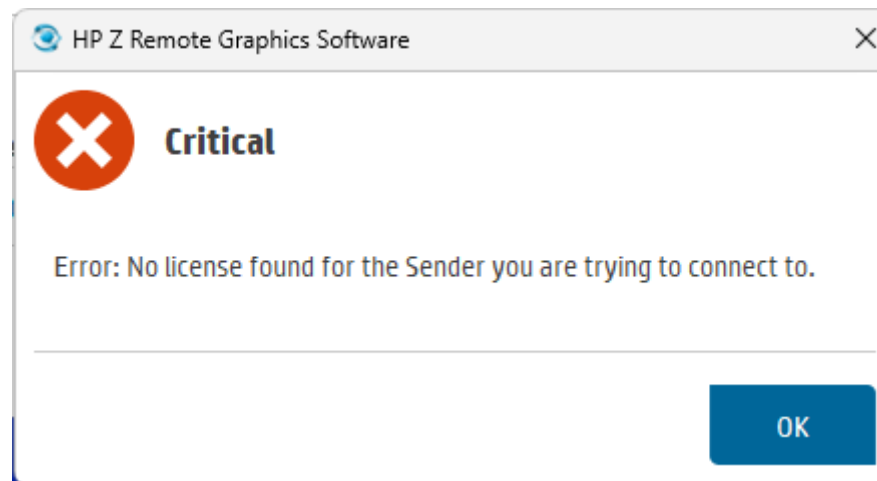 HP Z Remote Graphics Software
Critical
Error: No license found for the Sender you are trying to connect to.
OK